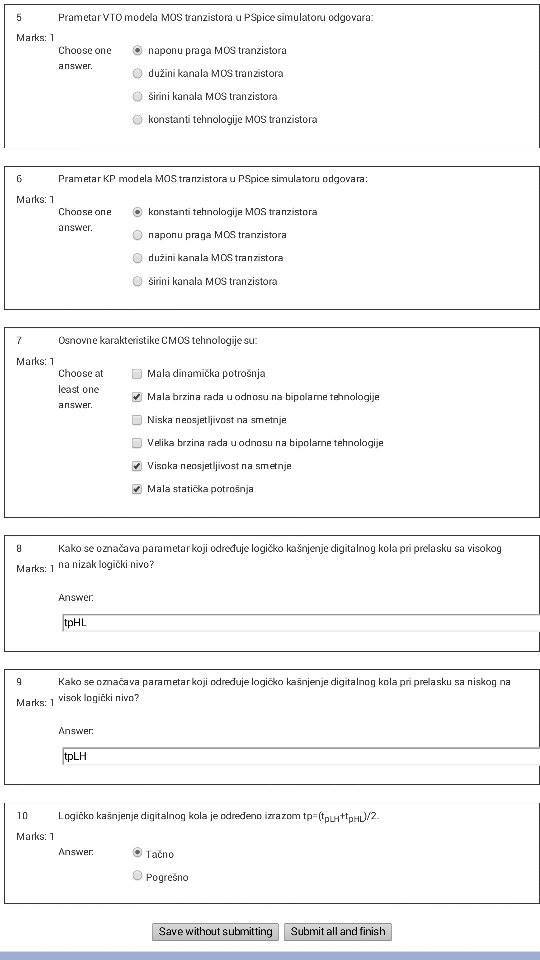 5 Prametar VTO modela MOS tranzistora u PSpice simulatoru odgovara:
Marks: 1
Choose one answer.
naponu praga MOS tranzistora
dužini kanala MOS tranzistora
širini kanala MOS tranzistora
konstanti tehnologije MOS tranzistora
6 Prametar KP modela MOS tranzistora u PSpice simulatoru odgovara:
Marks: 1
Choose one answer.
konstanti tehnologije MOS tranzistora
naponu praga MOS tranzistora
dužini kanala MOS tranzistora
širini kanala MOS tranzistora
7 Osnovne karakteristike CMOS tehnologije su:
Marks: 1
Choose at least one answer.
Mala dinamička potrošnja
Mala brzina rada u odnosu na bipolarne tehnologije
Niska neosjetljivost na smetnje
Velika brzina rada u odnosu na bipolarne tehnologije
Visoka neosjetljivost na smetnje
Mala statička potrošnja
8 Kako se označava parametar koji određuje logičko kašnjenje digitalnog kola pri prelasku sa visokog
Marks: 1 na nizak logički nivo?
Answer:
tpHL
9 Kako se označava parametar koji određuje logičko kašnjenje digitalnog kola pri prelasku sa niskog na
Marks: 1 visok logički nivo?
Answer:
tpLH
10 Logičko kašnjenje digitalnog kola je određeno izrazom tp=(tpLH+tpHL)/2.
Marks: 1
Answer:
Tačno
Pogrešno
Save without submitting Submit all and finish